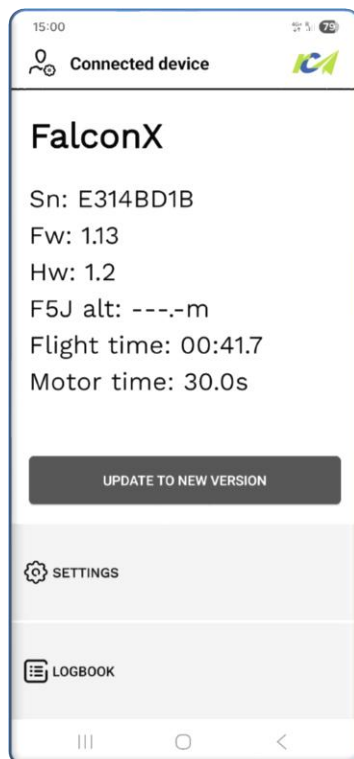 15:00
79
Connected device
FalconX
Sn: E314BD1B
Fw: 1.13
Hw: 1.2
F5J alt: ---.-m
Flight time: 00:41.7
Motor time: 30.0s
UPDATE TO NEW VERSION
SETTINGS
LOGBOOK